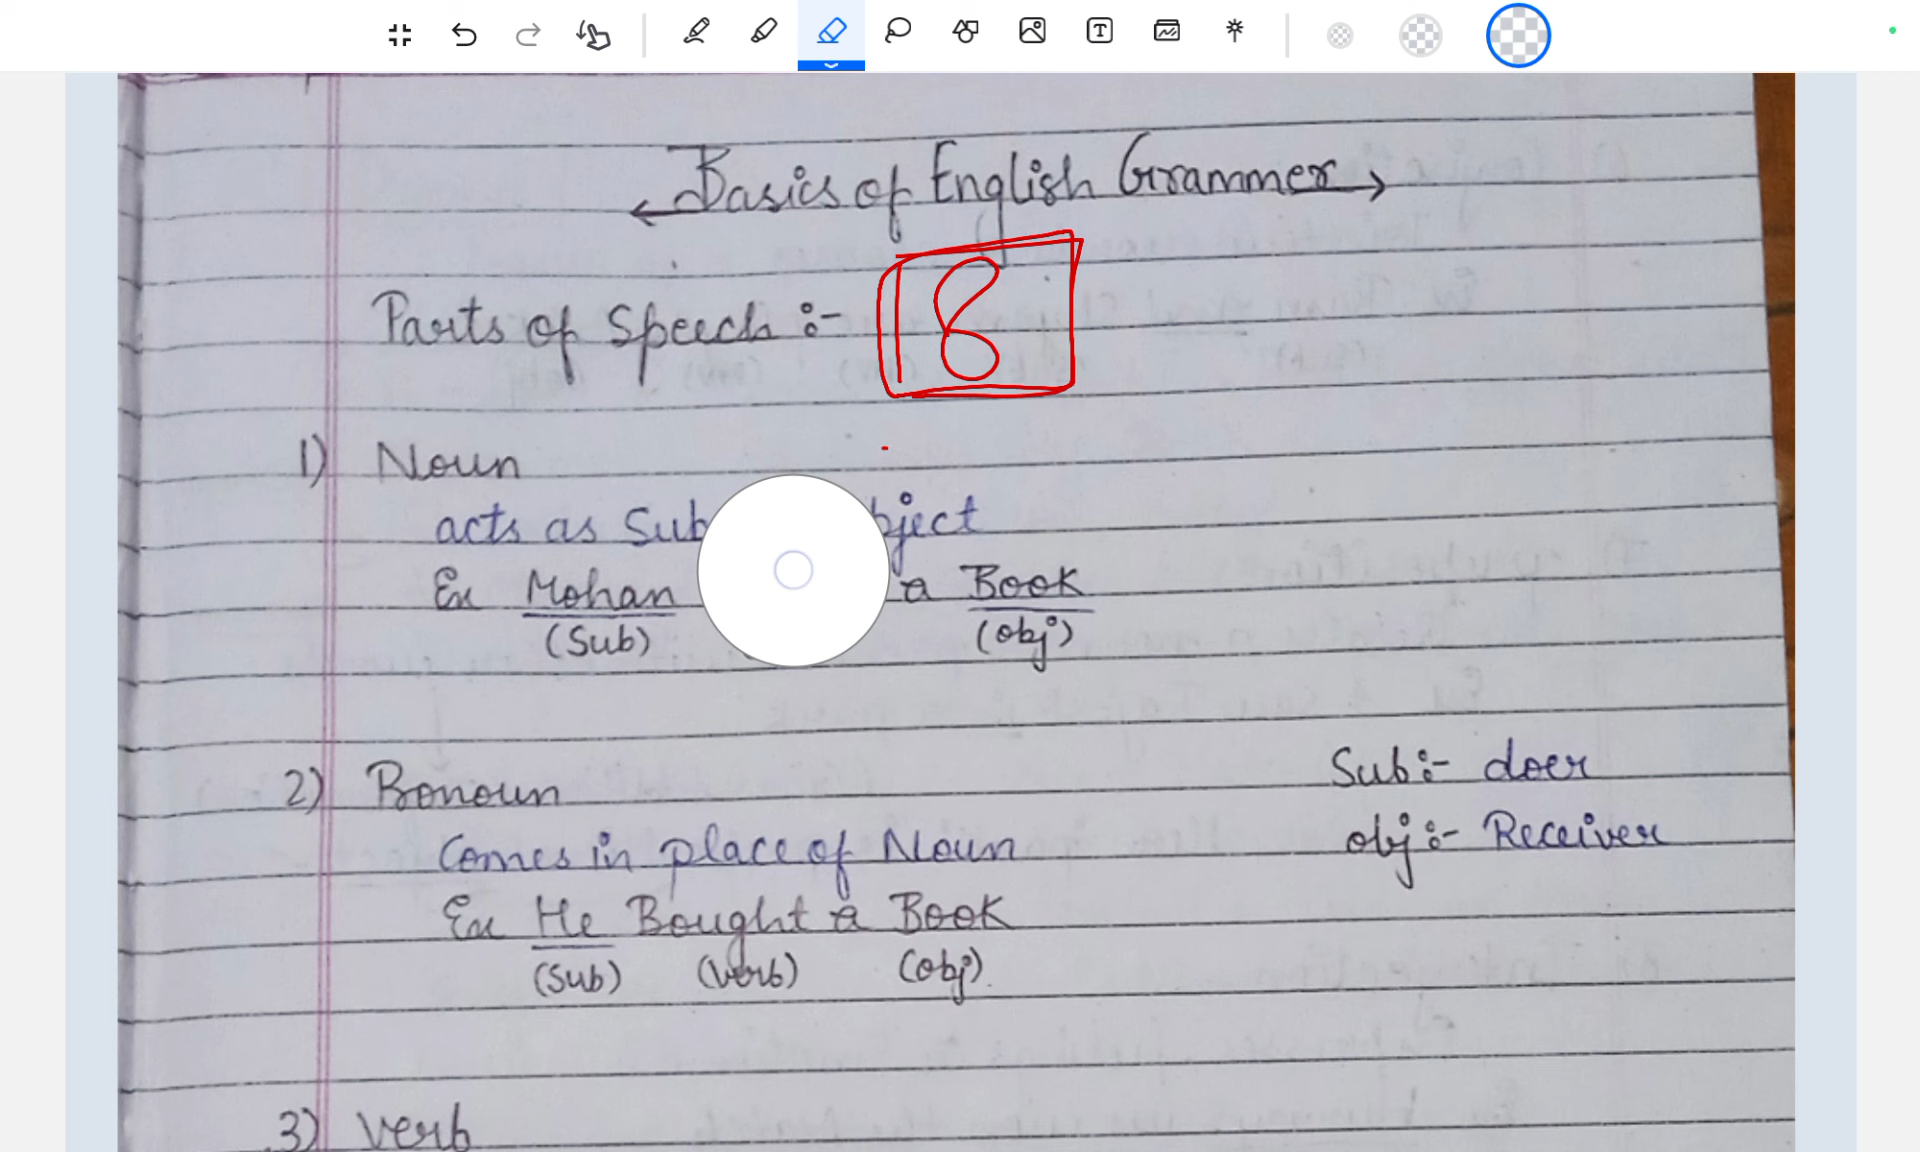 Basics of English Grammer
Parts of Speech :- 8
1) Noun
acts as Sub bject
Ex Mohan a Book
(Sub) (obj)
2) Pronoun
Sub :- doer
Comes in place of Noun
obj :- Receiver
Ex He Bought a Book
(Sub) (verb) (obj)
3) Verb